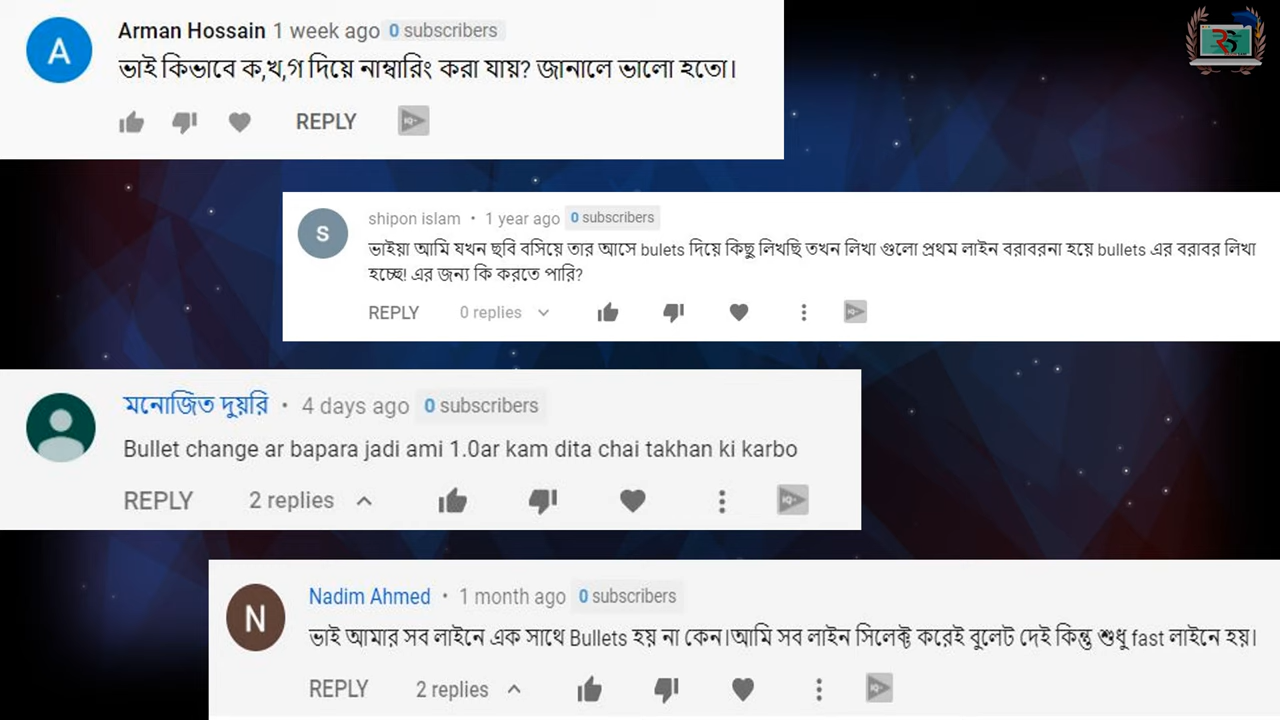 Arman Hossain 1 week ago 0 subscribers
ভাই কিভাবে ক,খ,গ দিয়ে নাম্বারিং করা যায়? জানালে ভালো হতো।
REPLY
shipon islam • 1 year ago 0 subscribers
ভাইয়া আমি যখন ছবি বসিয়ে তার আসে bulets দিয়ে কিছু লিখছি তখন লিখা গুলো প্রথম লাইন বরাবরনা হয়ে bullets এর বরাবর লিখা
হচ্ছে! এর জন্য কি করতে পারি?
REPLY 0 replies
মনোজিত দুয়রি • 4 days ago 0 subscribers
Bullet change ar bapara jadi ami 1.0ar kam dita chai takhan ki karbo
REPLY 2 replies
Nadim Ahmed • 1 month ago 0 subscribers
ভাই আমার সব লাইনে এক সাথে Bullets হয় না কেন।আমি সব লাইন সিলেক্ট করেই বুলেট দেই কিন্তু শুধু fast লাইনে হয়।
REPLY 2 replies